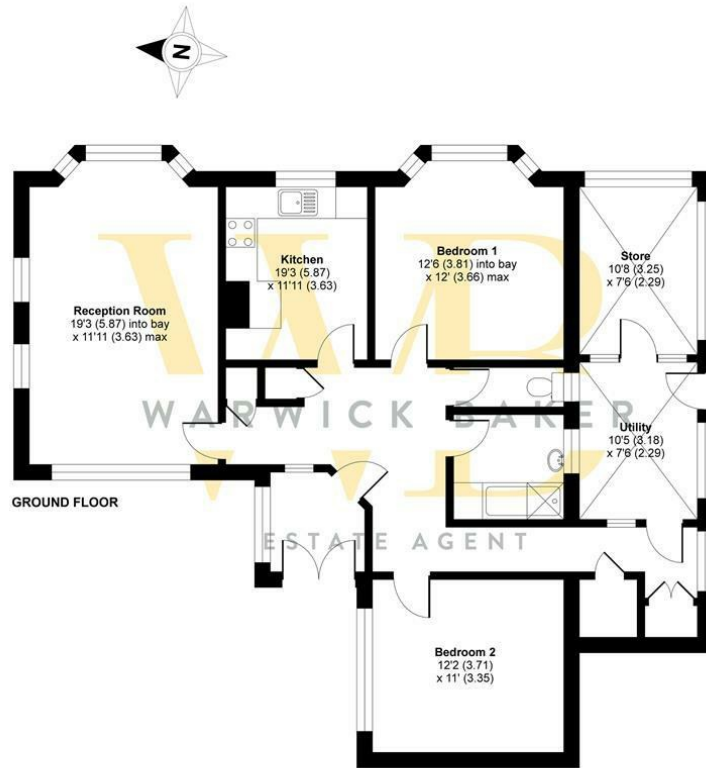 N
Kitchen
19'3 (5.87)
x 11'11 (3.63)
Bedroom 1
12'6 (3.81) into bay
x 12' (3.66) max
Store
10'8 (3.25)
x 7'6 (2.29)
Reception Room
19'3 (5.87) into bay
x 11'11 (3.63) max
WB
WARWICK BAKER
Utility
10'5 (3.18)
x 7'6 (2.29)
GROUND FLOOR
ESTATE AGENT
Bedroom 2
12'2 (3.71)
x 11' (3.35)